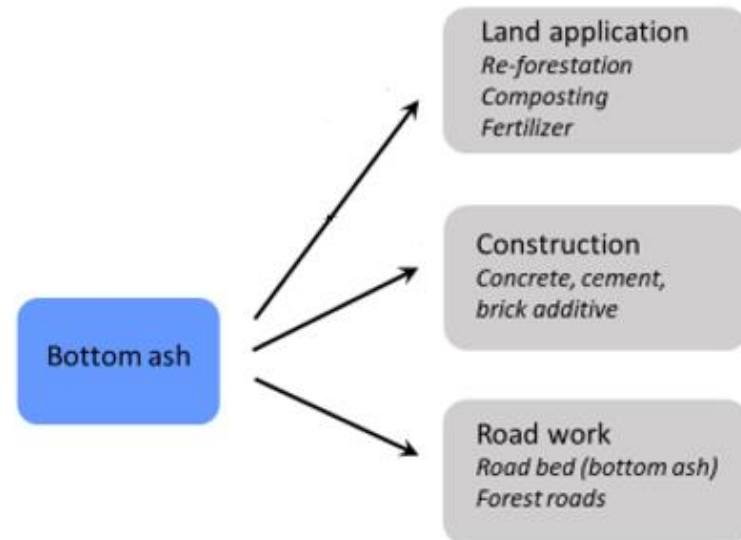 Land application
Re-forestation
Composting
Fertilizer
Construction
Concrete, cement,
brick additive
Bottom ash
Road work
Road bed (bottom ash)
Forest roads